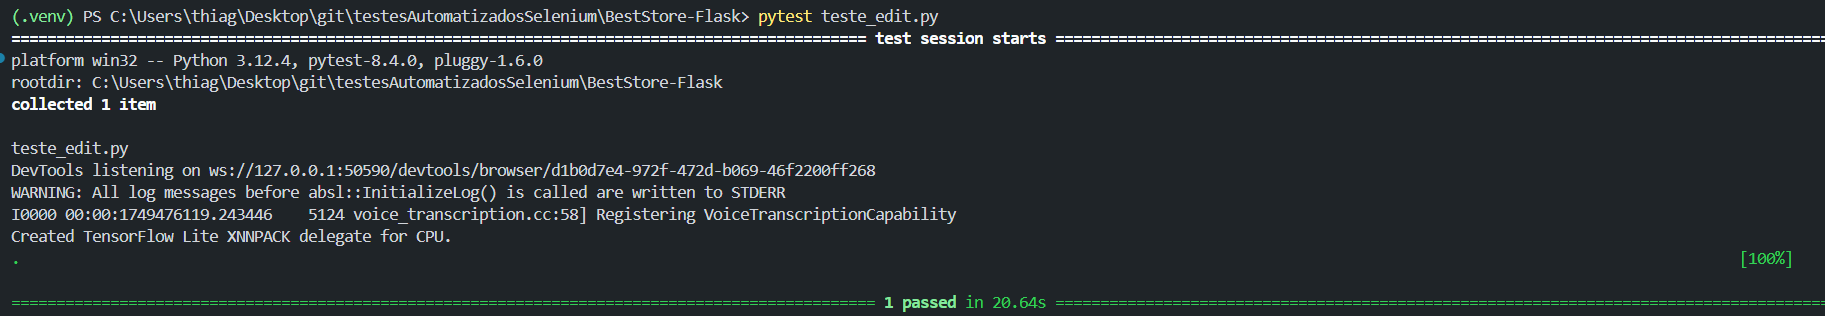 (.venv) PS C:\Users\thiag\Desktop\git\testesAutomatizadosSelenium\BestStore-Flask> pytest teste_edit.py
=============================================================================================== test session starts ===============================================================================================
platform win32 -- Python 3.12.4, pytest-8.4.0, pluggy-1.6.0
rootdir: C:\Users\thiag\Desktop\git\testesAutomatizadosSelenium\BestStore-Flask
collected 1 item
teste_edit.py
DevTools listening on ws://127.0.0.1:50590/devtools/browser/d1b0d7e4-972f-472d-b069-46f2200ff268
WARNING: All log messages before absl::InitializeLog() is called are written to STDERR
I0000 00:00:1749476119.243446    5124 voice_transcription.cc:58] Registering VoiceTranscriptionCapability
Created TensorFlow Lite XNNPACK delegate for CPU.
. [100%]
================================================================================================ 1 passed in 20.64s ================================================================================================